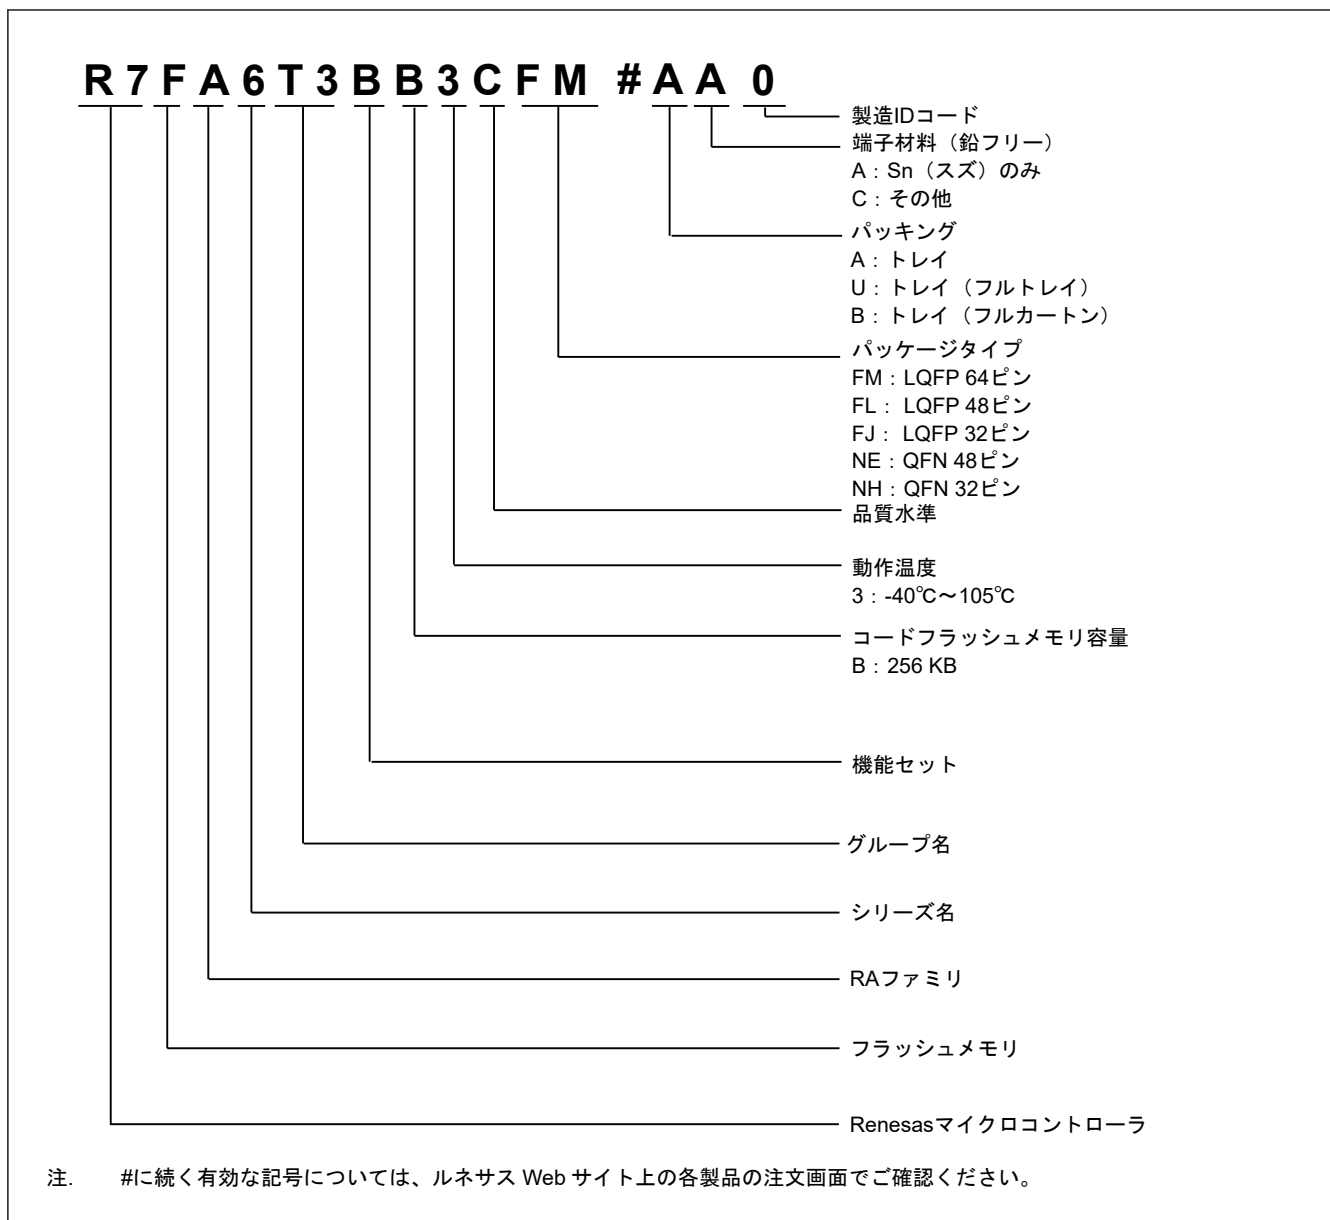 R7FA6T3BB3CFM #AA0
製造IDコード
端子材料（鉛フリー）
A：Sn（スズ）のみ
C：その他
パッキング
A：トレイ
U：トレイ（フルトレイ）
B：トレイ（フルカートン）
パッケージタイプ
FM：LQFP 64ピン
FL： LQFP 48ピン
FJ： LQFP 32ピン
NE：QFN 48ピン
NH：QFN 32ピン
品質水準
動作温度
3：-40℃～105℃
コードフラッシュメモリ容量
B：256 KB
機能セット
グループ名
シリーズ名
RAファミリ
フラッシュメモリ
Renesasマイクロコントローラ
注. #に続く有効な記号については、ルネサス Web サイト上の各製品の注文画面でご確認ください。